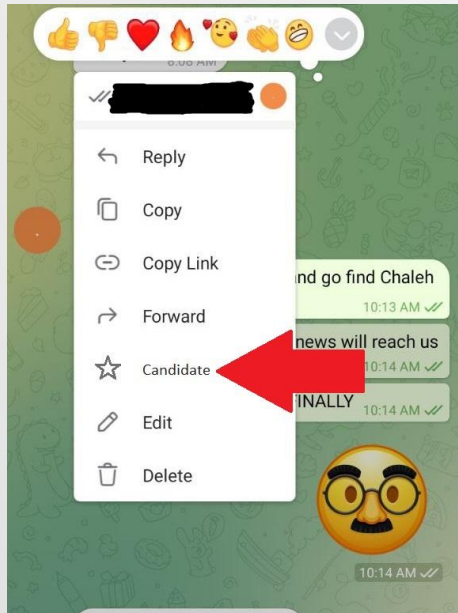 8:08 AM
Reply
Copy
Copy Link
and go find Chaleh
10:13 AM
Forward
news will reach us
10:14 AM
Candidate
FINALLY
10:14 AM
Edit
Delete
10:14 AM